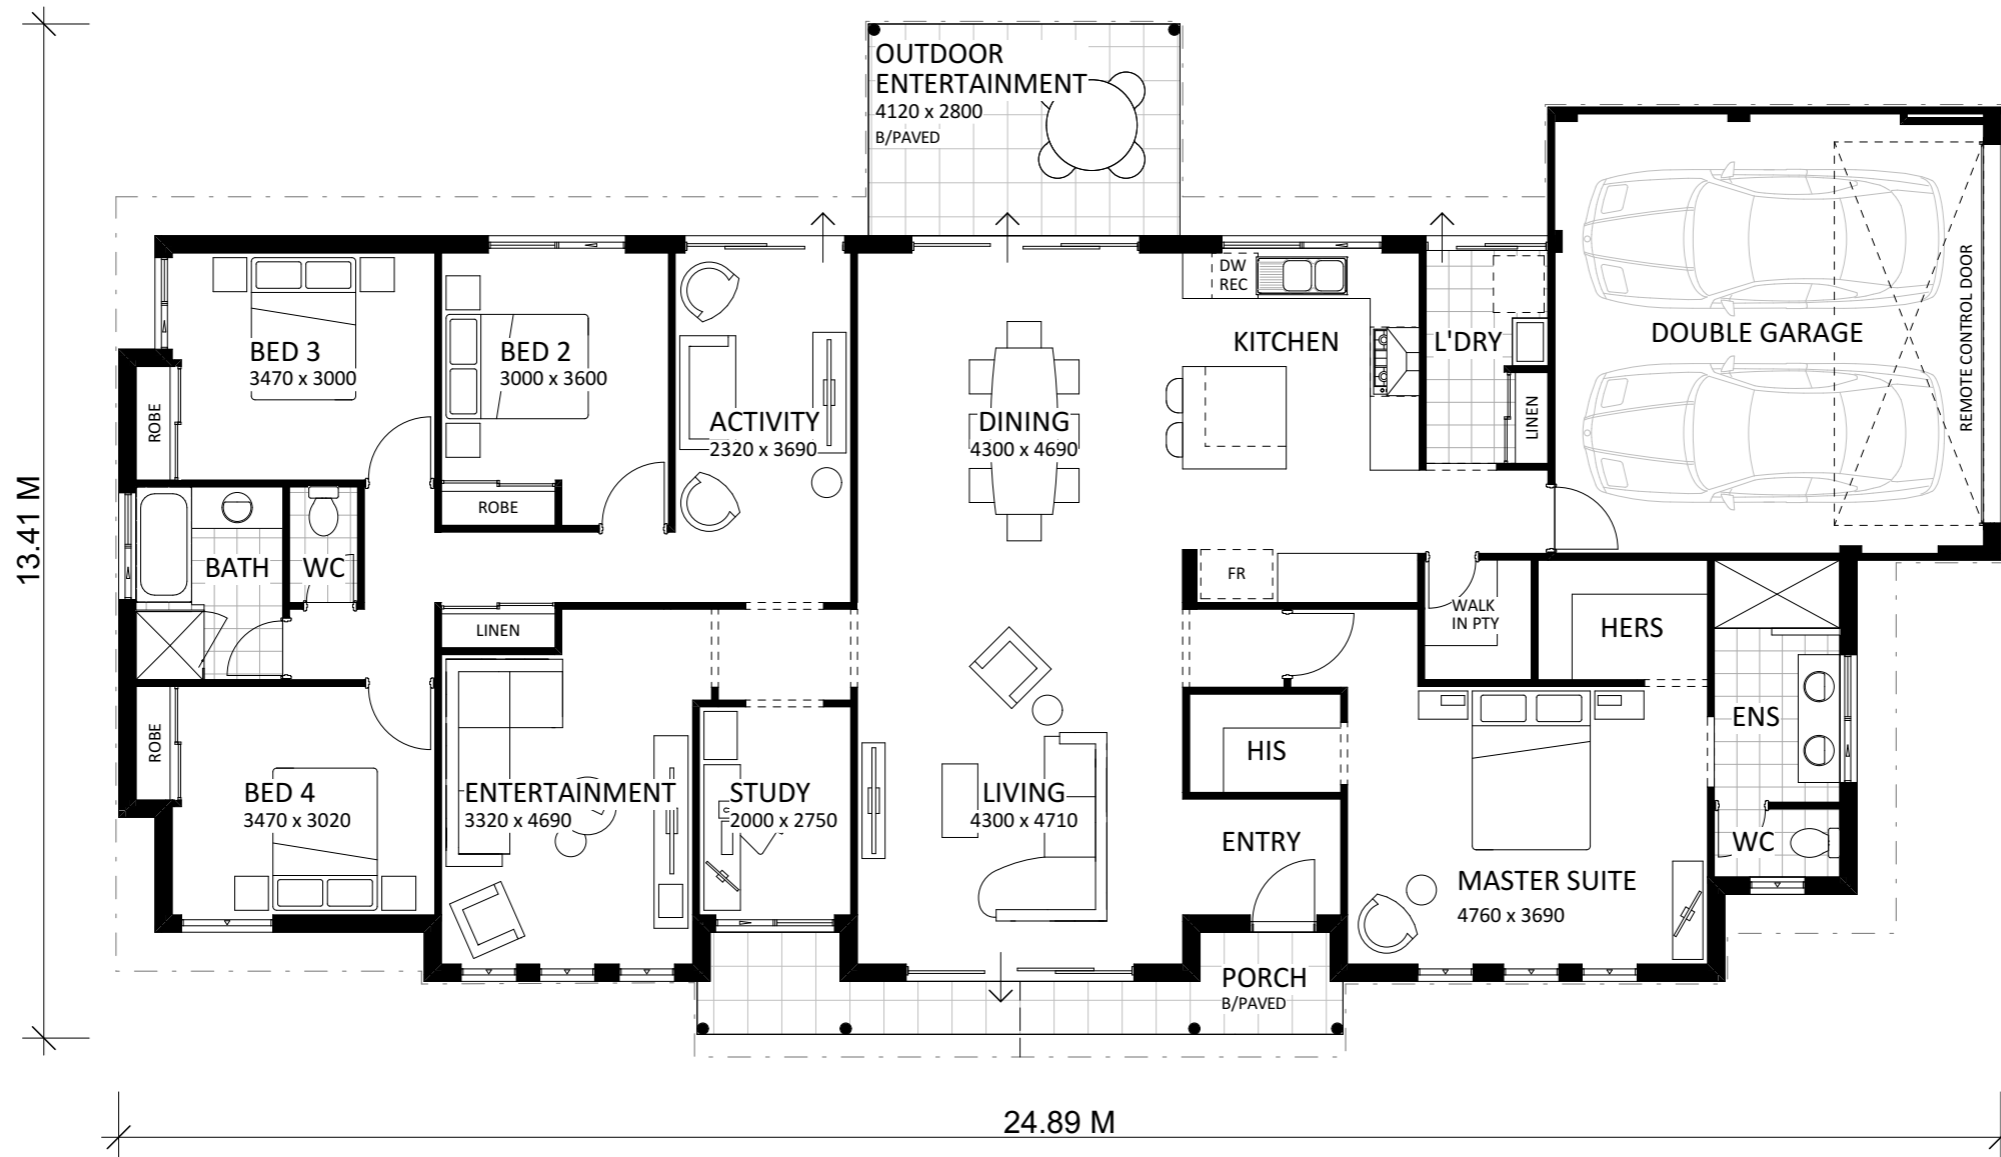 OUTDOOR
ENTERTAINMENT
4120 x 2800
B/PAVED
DW
REC
BED 3
3470 x 3000
BED 2
3000 x 3600
ACTIVITY
2320 x 3690
DINING
4300 x 4690
KITCHEN
L'DRY
DOUBLE GARAGE
REMOTE CONTROL DOOR
ROBE
ROBE
LINEN
13.41 M
BATH
WC
FR
LINEN
WALK
IN PTY
HERS
ROBE
ENS
HIS
BED 4
3470 x 3020
ENTERTAINMENT
3320 x 4690
STUDY
2000 x 2750
LIVING
4300 x 4710
ENTRY
WC
MASTER SUITE
4760 x 3690
PORCH
B/PAVED
24.89 M